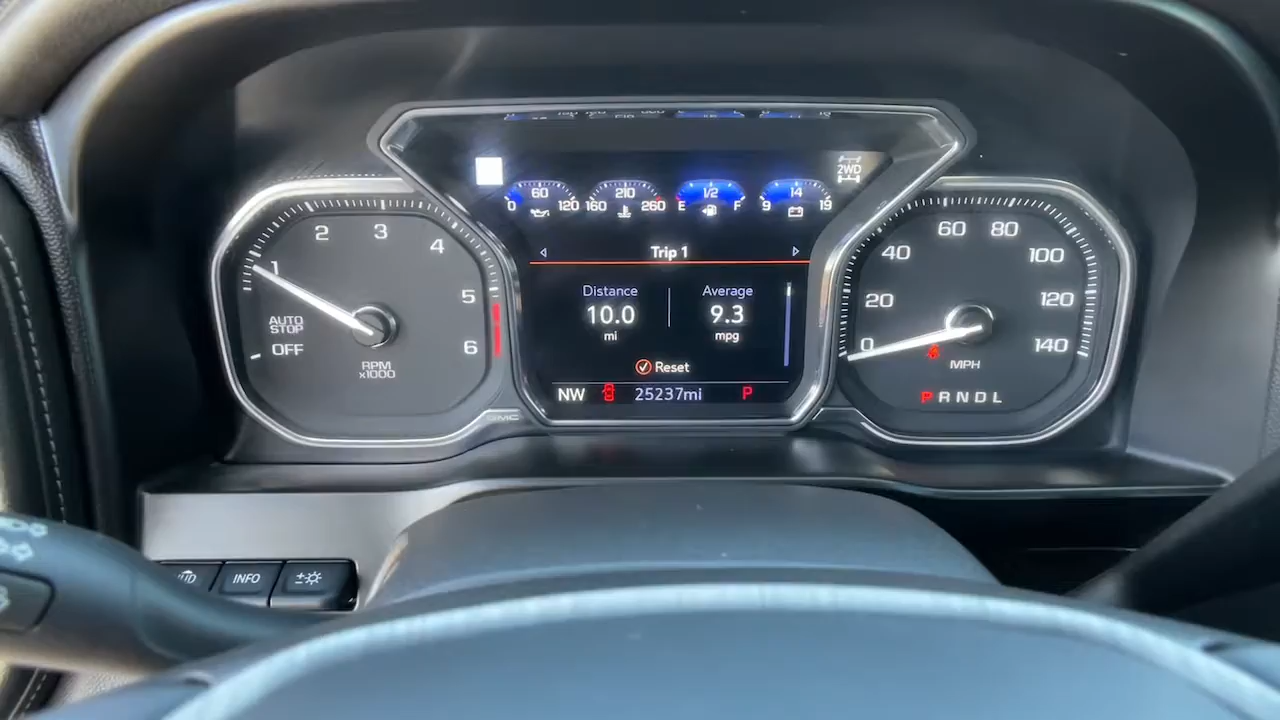 60 210 1/2 14
0 120 160 260 E F 9 19
2WD
Trip 1
Distance Average
10.0 9.3
mi mpg
Reset
NW 25237mi P
1 2 3 4 5 6
AUTO
STOP
OFF
RPM
x1000
GMC
0 20 40 60 80 100 120 140
MPH
P R N D L
INFO